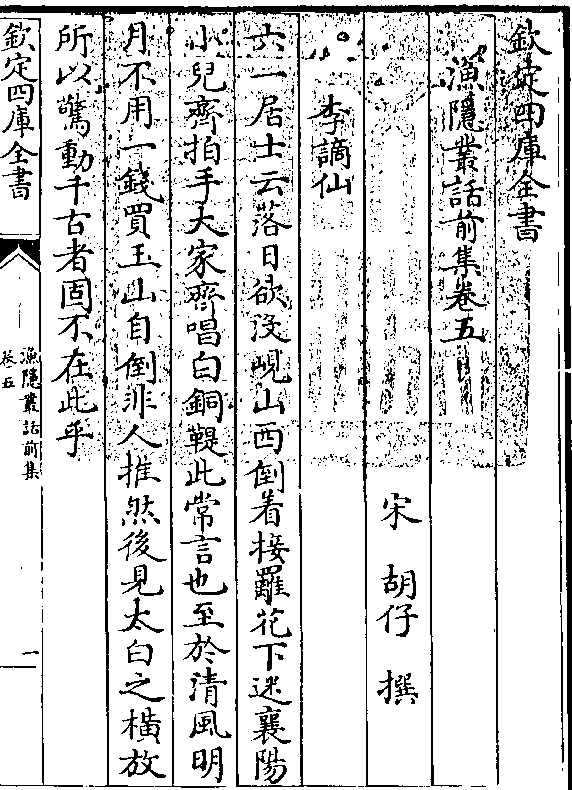 欽定四庫全書
漁隱叢話前集卷五
宋 胡仔 撰
李謫仙
六一居士云落日欲沒峴山西倒着接䍦花下迷襄陽
小兒齊拍手大家齊唱白銅鞮此常言也至於清風明
月不用一錢買玉山自倒非人推然後見太白之橫放
所以驚動千古者固不在此乎
欽定四庫全書
漁隱叢話前集
卷五
一